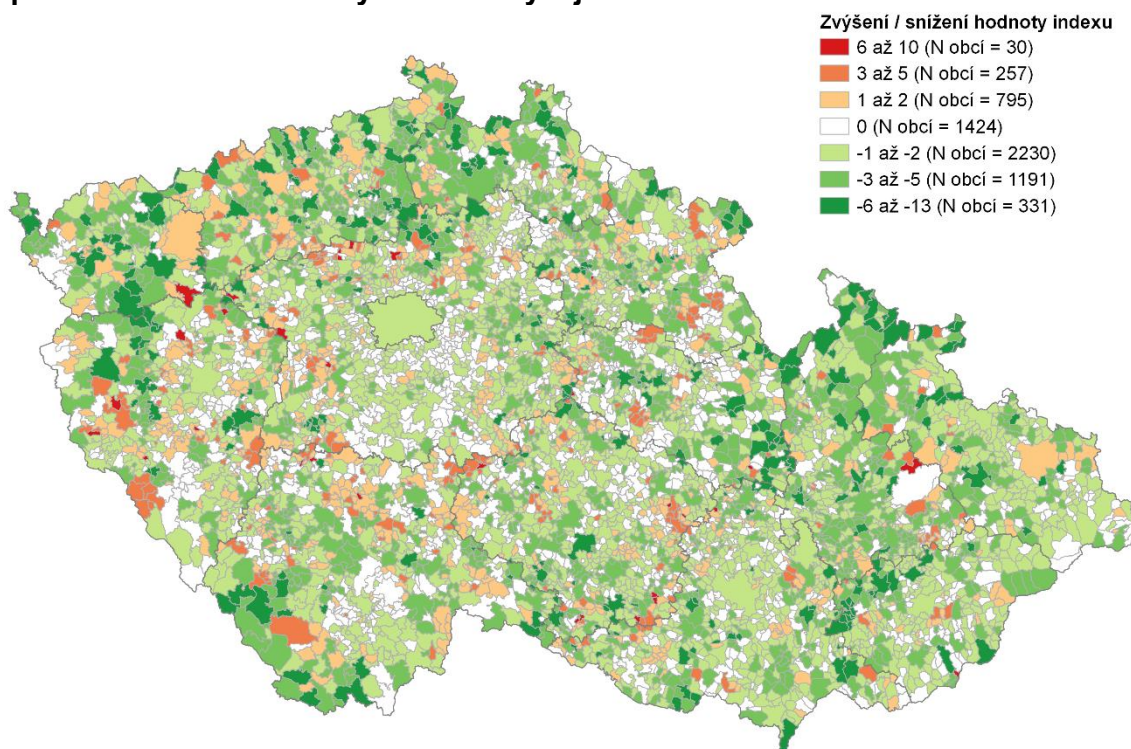 Zvýšení / snížení hodnoty indexu
6 až 10 (N obcí = 30)
3 až 5 (N obcí = 257)
1 až 2 (N obcí = 795)
0 (N obcí = 1424)
-1 až -2 (N obcí = 2230)
-3 až -5 (N obcí = 1191)
-6 až -13 (N obcí = 331)